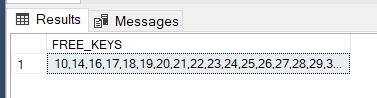 Results Messages
FREE_KEYS
1 10,14,16,17,18,19,20,21,22,23,24,25,26,27,28,29,3...